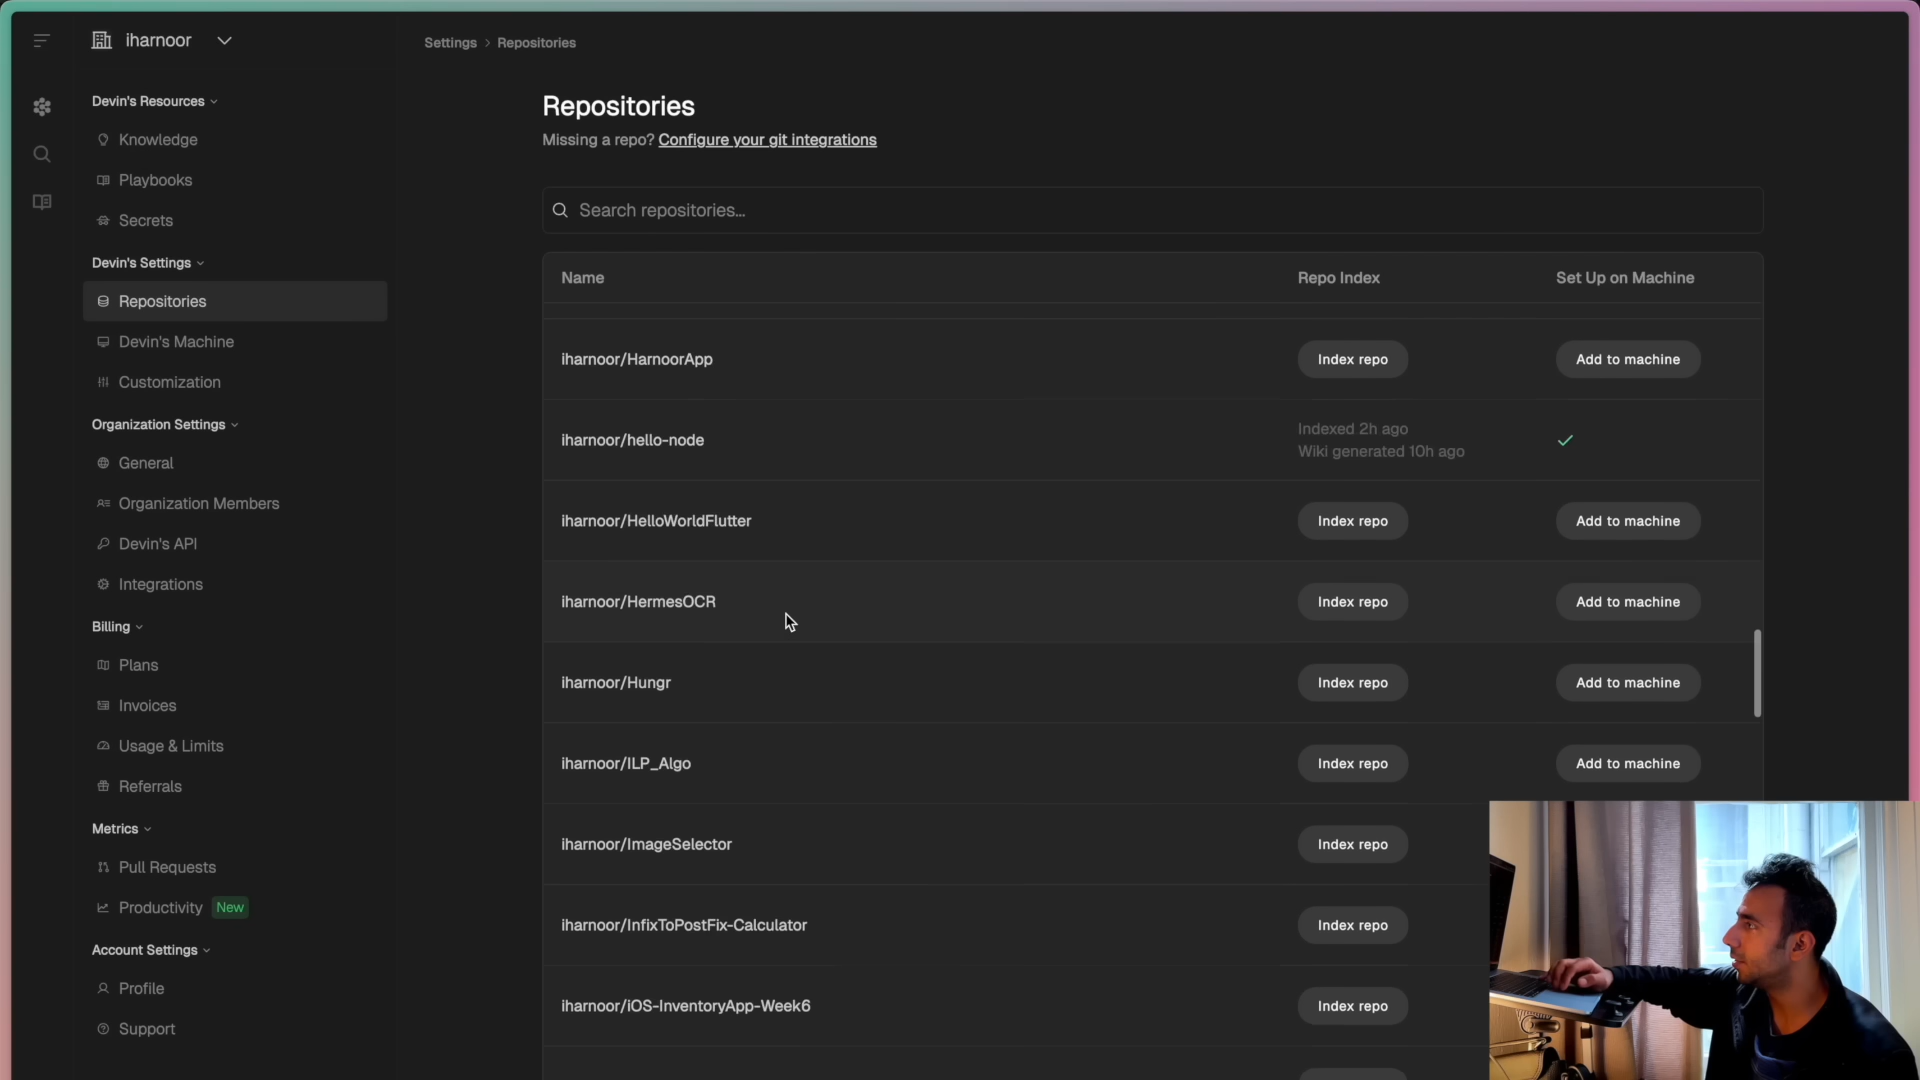 iharnoor
Settings > Repositories
Devin's Resources
Knowledge
Playbooks
Secrets
Devin's Settings
Repositories
Devin's Machine
Customization
Organization Settings
General
Organization Members
Devin's API
Integrations
Billing
Plans
Invoices
Usage & Limits
Referrals
Metrics
Pull Requests
Productivity New
Account Settings
Profile
Support
Repositories
Missing a repo? Configure your git integrations
Search repositories...
Name Repo Index Set Up on Machine
iharnoor/HarnoorApp Index repo Add to machine
iharnoor/hello-node Indexed 2h ago
Wiki generated 10h ago
iharnoor/HelloWorldFlutter Index repo Add to machine
iharnoor/HermesOCR Index repo Add to machine
iharnoor/Hungr Index repo Add to machine
iharnoor/ILP_Algo Index repo Add to machine
iharnoor/ImageSelector Index repo
iharnoor/InfixToPostFix-Calculator Index repo
iharnoor/iOS-InventoryApp-Week6 Index repo